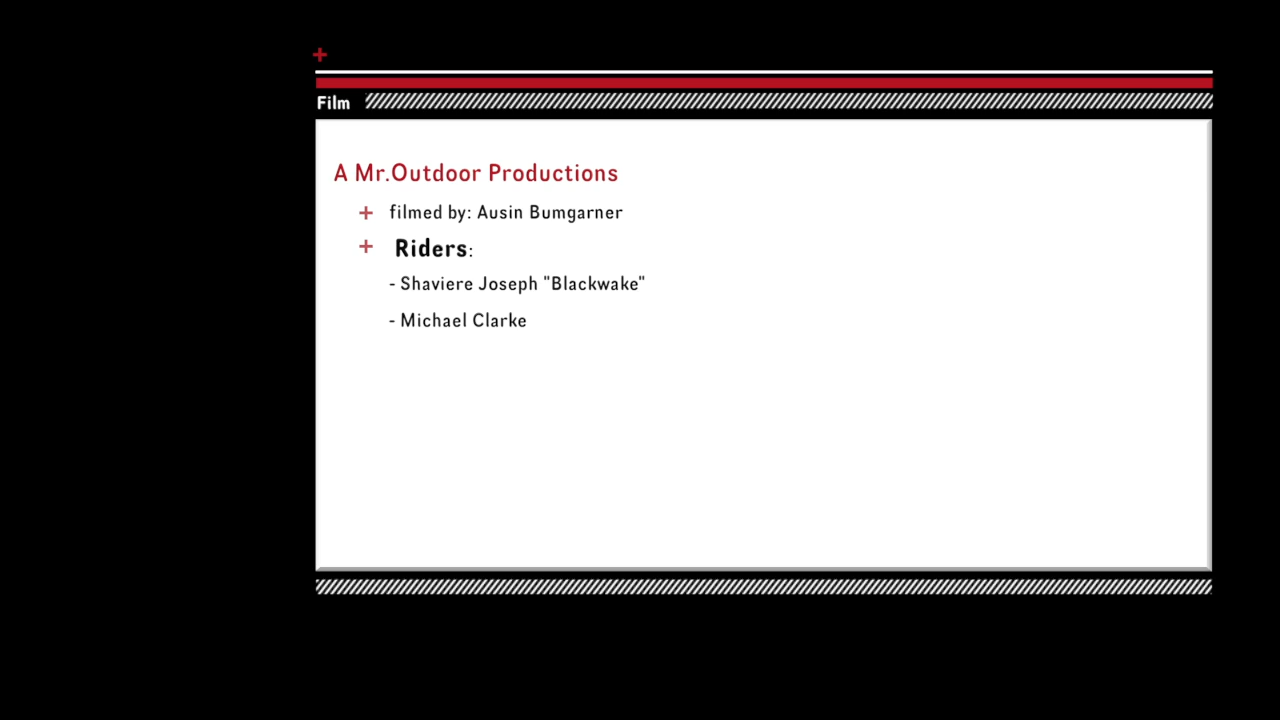 Film
A Mr.Outdoor Productions
+ filmed by: Ausin Bumgarner
+ Riders:
- Shaviere Joseph "Blackwake"
- Michael Clarke